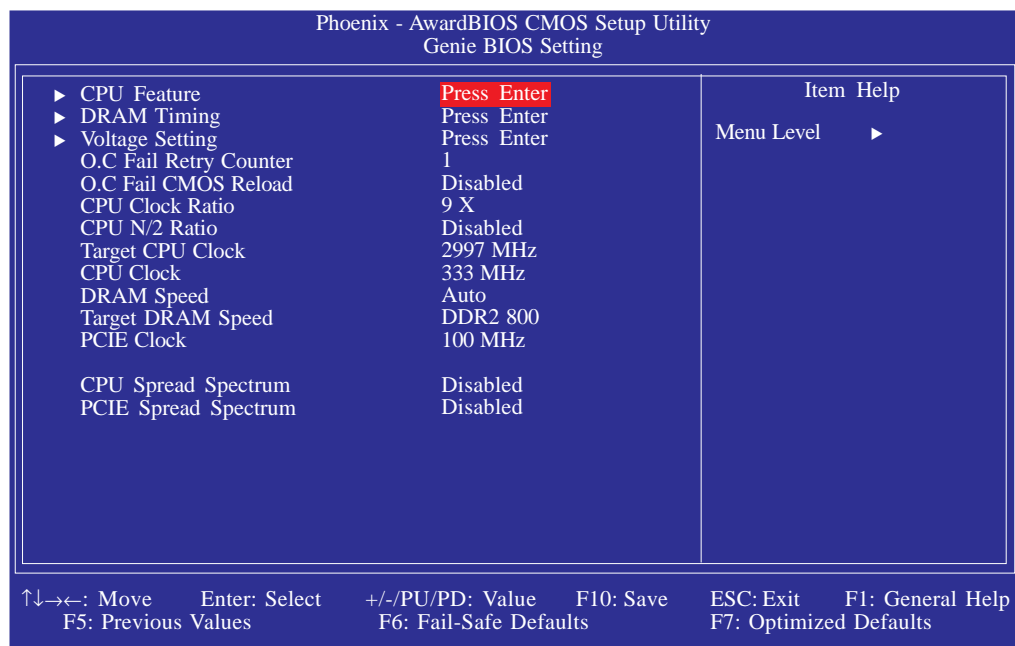 Phoenix - AwardBIOS CMOS Setup Utility
Genie BIOS Setting
▶ CPU Feature Press Enter
▶ DRAM Timing Press Enter
▶ Voltage Setting Press Enter
O.C Fail Retry Counter 1
O.C Fail CMOS Reload Disabled
CPU Clock Ratio 9 X
CPU N/2 Ratio Disabled
Target CPU Clock 2997 MHz
CPU Clock 333 MHz
DRAM Speed Auto
Target DRAM Speed DDR2 800
PCIE Clock 100 MHz
CPU Spread Spectrum Disabled
PCIE Spread Spectrum Disabled
Item Help
Menu Level ▶
↑↓→←: Move Enter: Select +/-/PU/PD: Value F10: Save ESC: Exit F1: General Help
F5: Previous Values F6: Fail-Safe Defaults F7: Optimized Defaults